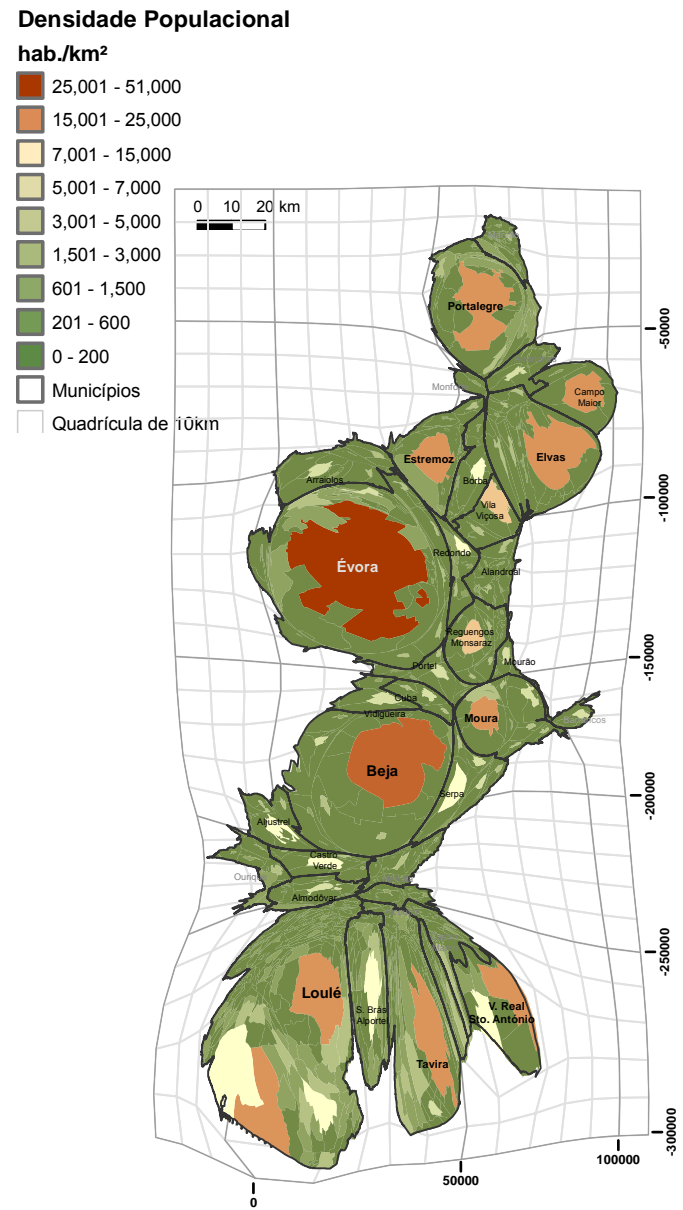 Densidade Populacional
hab./km²
25,001 - 51,000
15,001 - 25,000
7,001 - 15,000
5,001 - 7,000
3,001 - 5,000
1,501 - 3,000
601 - 1,500
201 - 600
0 - 200
Municípios
Quadrícula de 10km
0 10 20 km
Portalegre
-50000
Campo
Maior
Estremoz
Elvas
Borba
Arraiolos
-100000
Vila
Viçosa
Redondo
Évora
Alandroal
Reguengos
Monsaraz
-150000
Mourão
Portel
Cuba
Vidigueira
Moura
Barrancos
Beja
Serpa
-200000
Aljustrel
Castro
Verde
Almodôvar
-250000
Loulé
S. Brás
Alportel
V. Real
Sto. António
Tavira
-300000
100000
50000
0